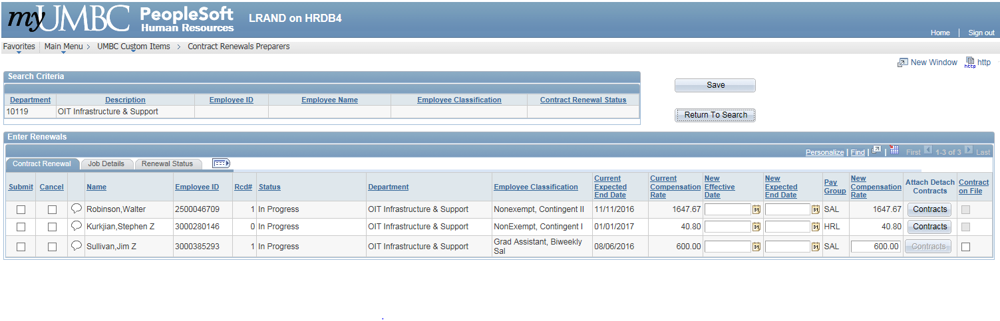 myUMBC PeopleSoft Human Resources LRAND on HRDB4
Home | Sign out
Favorites Main Menu > UMBC Custom Items > Contract Renewals Preparers
New Window http http
Search Criteria
Save
Department Description Employee ID Employee Name Employee Classification Contract Renewal Status
10119 OIT Infrastructure & Support
Return To Search
Enter Renewals
Personalize | Find | | First 1-3 of 3 Last
Contract Renewal Job Details Renewal Status
Submit Cancel Name Employee ID Rcd# Status Department Employee Classification Current Expected End Date Current Compensation Rate New Effective Date New Expected End Date Pay Group New Compensation Rate Attach Detach Contracts Contract on File
Robinson,Walter 2500046709 1 In Progress OIT Infrastructure & Support Nonexempt, Contingent II 11/11/2016 1647.67 31 31 SAL 1647.67 Contracts
Kurkjian,Stephen Z 3000280146 0 In Progress OIT Infrastructure & Support NonExempt, Contingent I 01/01/2017 40.80 31 31 HRL 40.80 Contracts
Sullivan,Jim Z 3000385293 1 In Progress OIT Infrastructure & Support Grad Assistant, Biweekly Sal 08/06/2016 600.00 31 31 SAL 600.00 Contracts